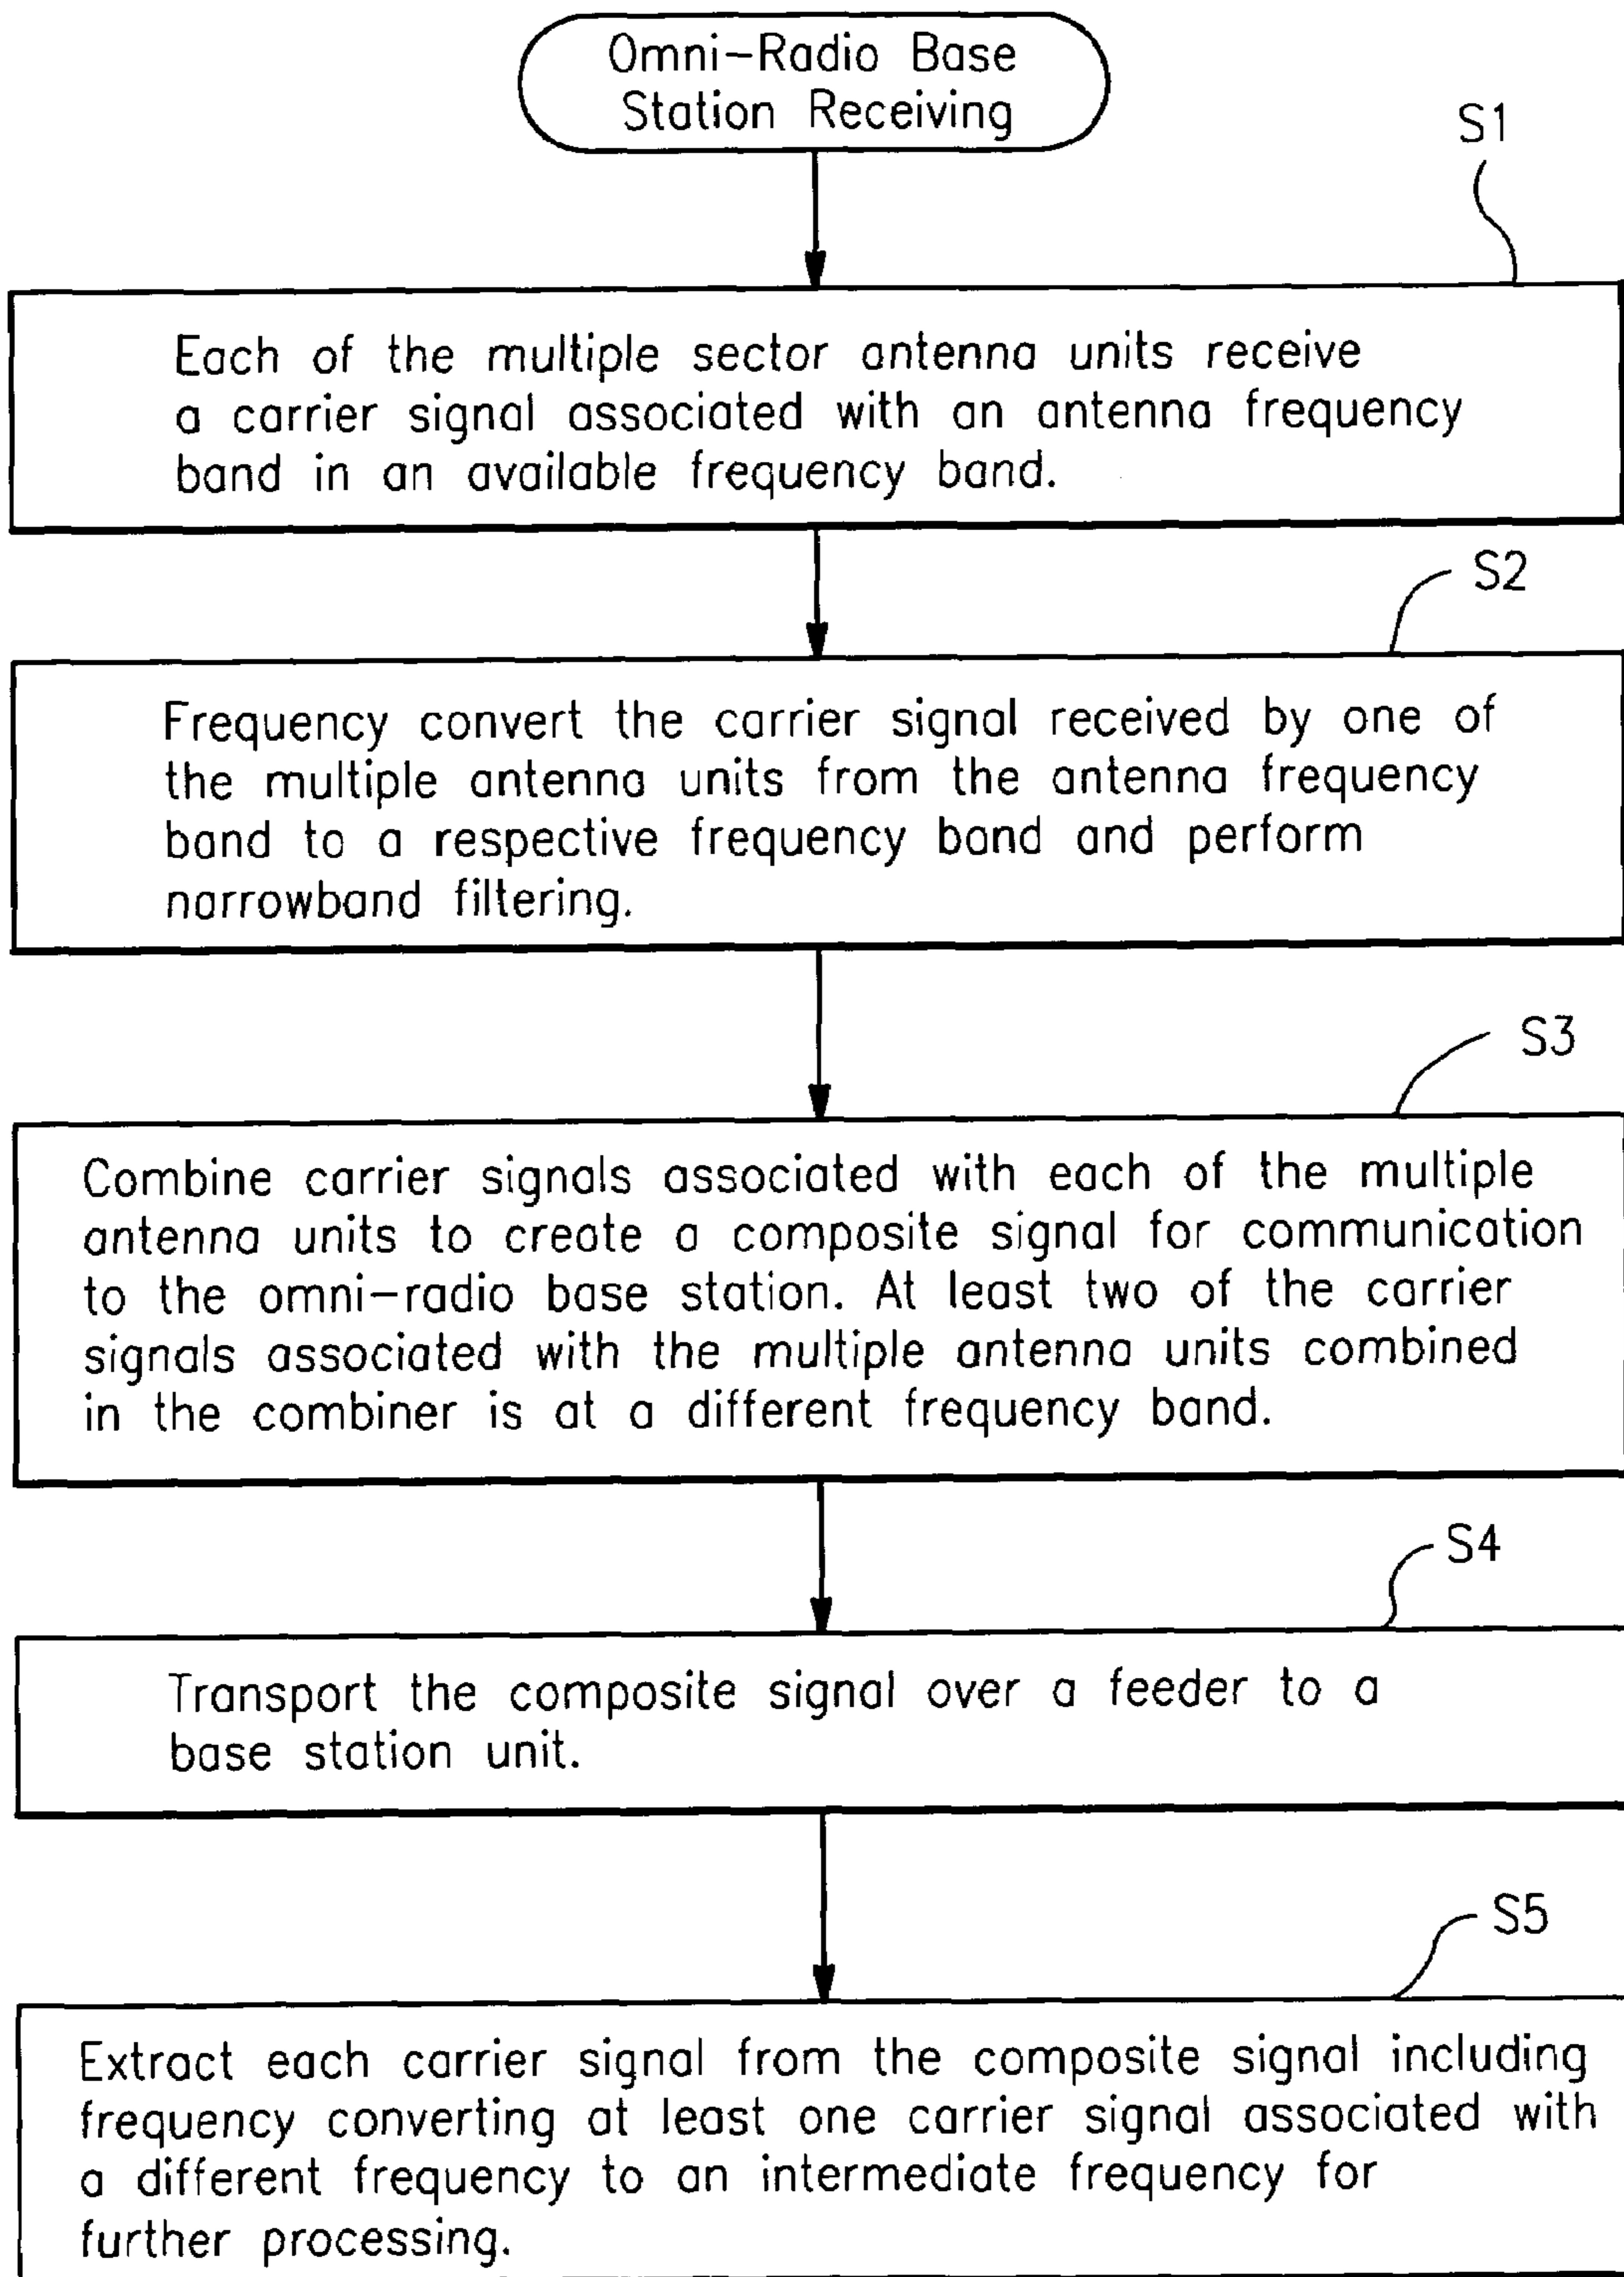 Omni-Radio Base
Station Receiving
S1
Each of the multiple sector antenna units receive
a carrier signal associated with an antenna frequency
band in an available frequency band.
S2
Frequency convert the carrier signal received by one of
the multiple antenna units from the antenna frequency
band to a respective frequency band and perform
narrowband filtering.
S3
Combine carrier signals associated with each of the multiple
antenna units to create a composite signal for communication
to the omni-radio base station. At least two of the carrier
signals associated with the multiple antenna units combined
in the combiner is at a different frequency band.
S4
Transport the composite signal over a feeder to a
base station unit.
S5
Extract each carrier signal from the composite signal including
frequency converting at least one carrier signal associated with
a different frequency to an intermediate frequency for
further processing.